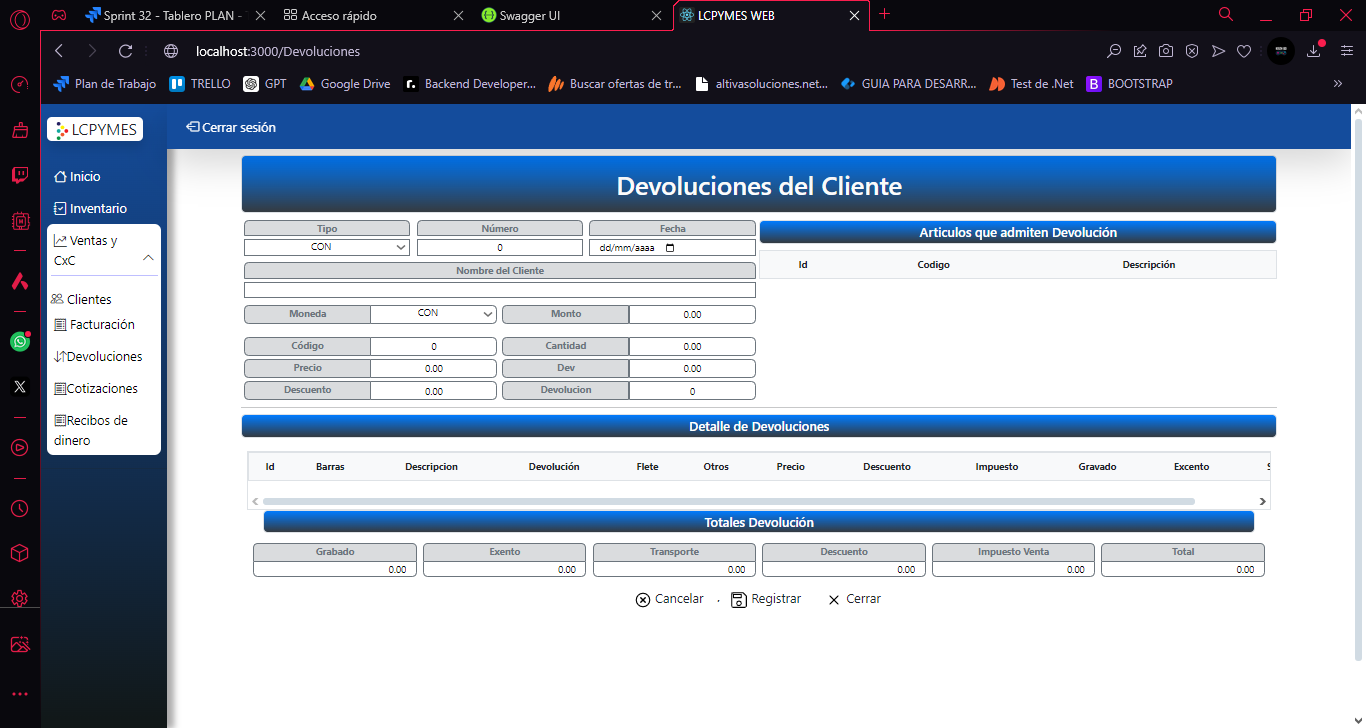 Sprint 32 - Tablero PLAN -
Acceso rápido
Swagger UI
LCPYMES WEB
localhost:3000/Devoluciones
Plan de Trabajo
TRELLO
GPT
Google Drive
r. Backend Developer...
Buscar ofertas de tr...
altivasoluciones.net...
GUIA PARA DESARR...
Test de .Net
B BOOTSTRAP
LCPYMES
Cerrar sesión
Inicio
Inventario
Ventas y
CxC
Clientes
Facturación
Devoluciones
Cotizaciones
Recibos de
dinero
Devoluciones del Cliente
Tipo Número Fecha
CON 0 dd/mm/aaaa
Nombre del Cliente
Moneda CON Monto 0.00
Código 0 Cantidad 0.00
Precio 0.00 Dev 0.00
Descuento 0.00 Devolucion 0
Articulos que admiten Devolución
Id Codigo Descripción
Detalle de Devoluciones
Id Barras Descripcion Devolución Flete Otros Precio Descuento Impuesto Gravado Excento
Totales Devolución
Grabado Exento Transporte Descuento Impuesto Venta Total
0.00 0.00 0.00 0.00 0.00 0.00
Cancelar . Registrar Cerrar